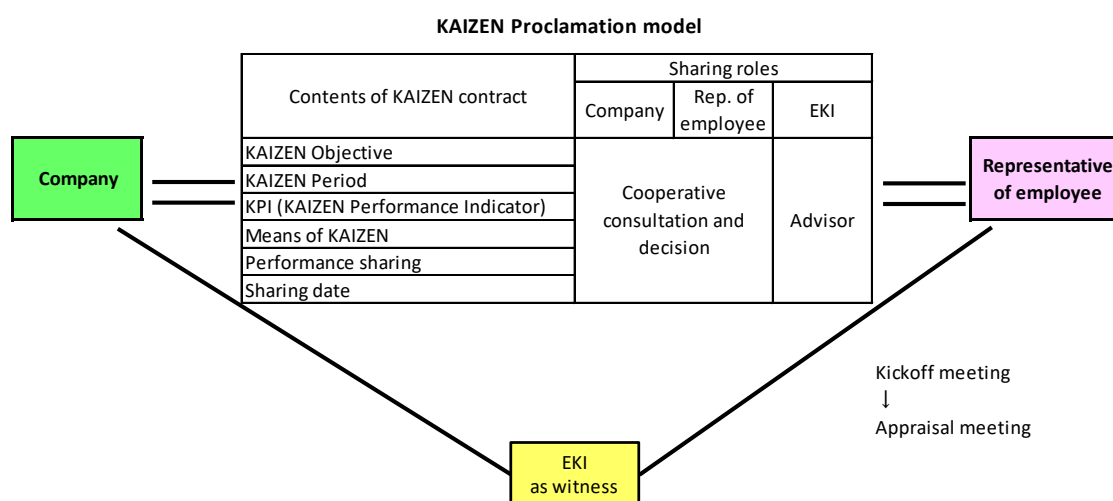 KAIZEN Proclamation model
Contents of KAIZEN contract
Sharing roles
Company
Rep. of
employee
EKI
KAIZEN Objective
KAIZEN Period
KPI (KAIZEN Performance Indicator)
Means of KAIZEN
Performance sharing
Sharing date
Cooperative
consultation and
decision
Advisor
Company
Representative
of employee
Kickoff meeting
↓
Appraisal meeting
EKI
as witness